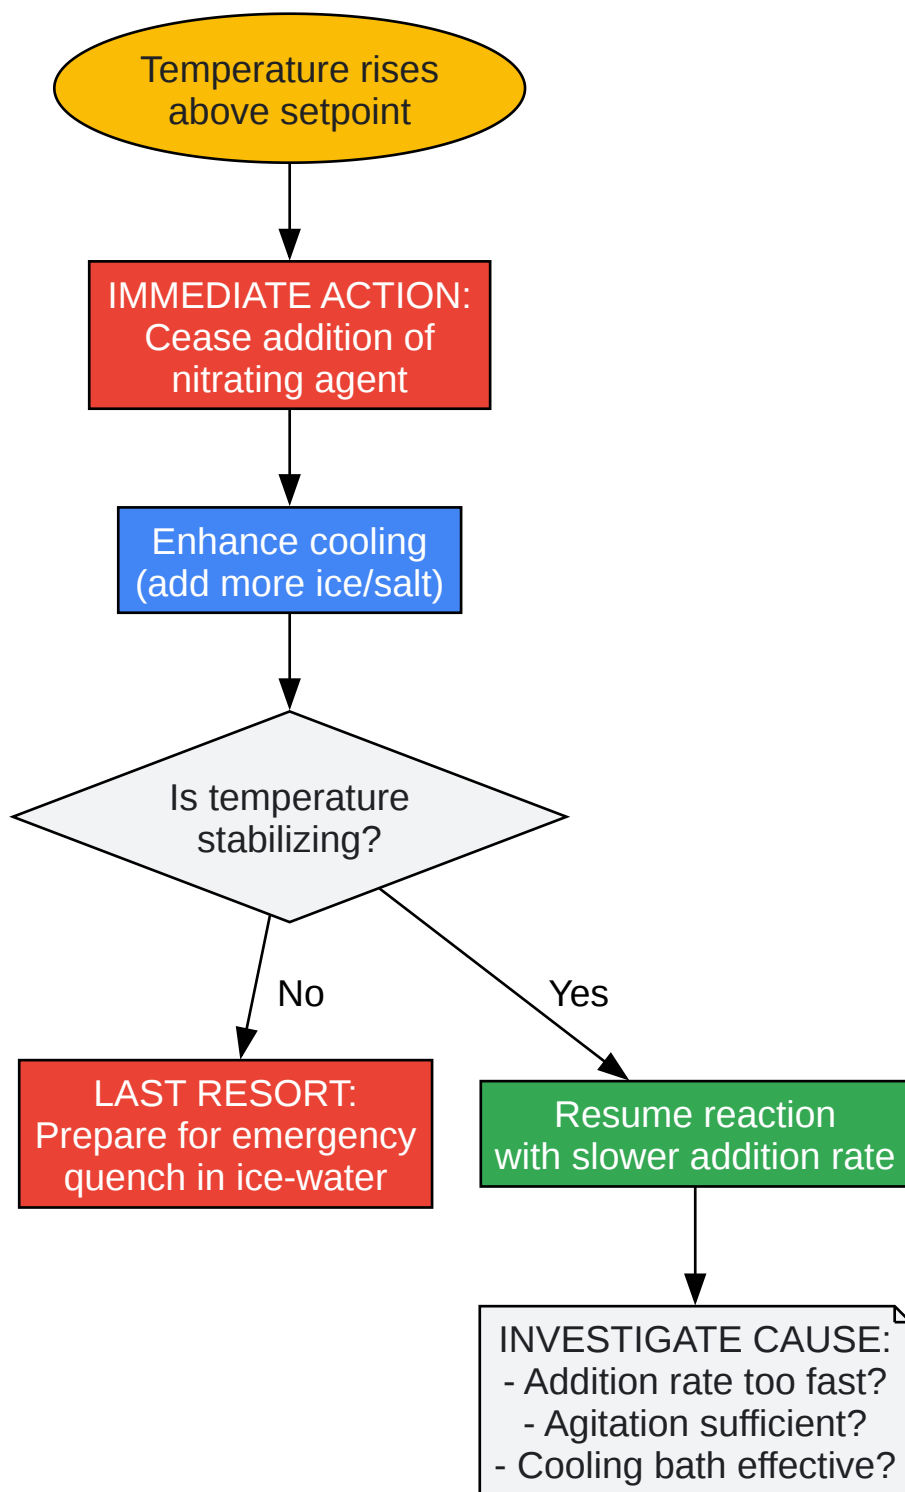 Temperature rises
above setpoint
IMMEDIATE ACTION:
Cease addition of
nitrating agent
Enhance cooling
(add more ice/salt)
Is temperature
stabilizing?
No
Yes
LAST RESORT:
Prepare for emergency
quench in ice-water
Resume reaction
with slower addition rate
INVESTIGATE CAUSE:
- Addition rate too fast?
- Agitation sufficient?
- Cooling bath effective?